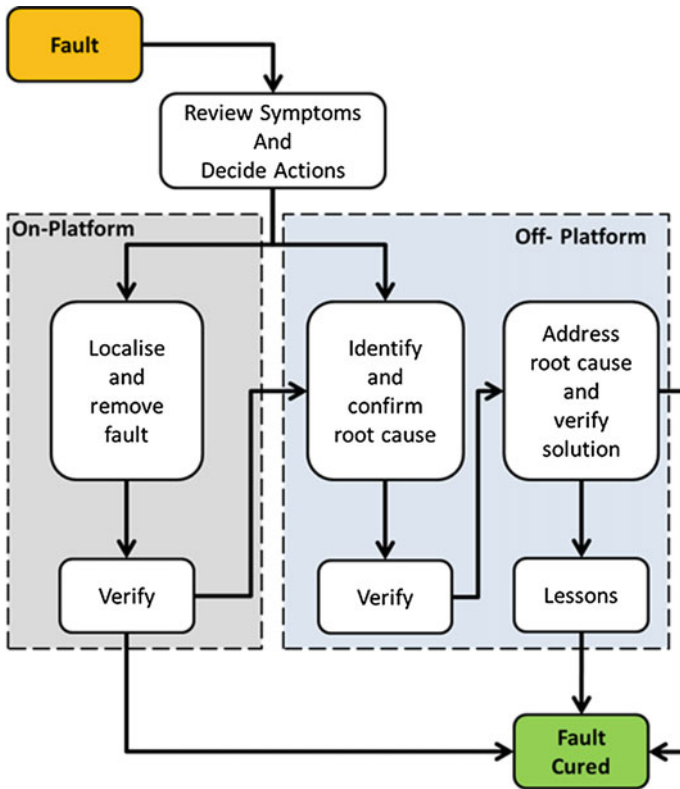 Fault
Review Symptoms
And
Decide Actions
On-Platform
Off- Platform
Localise
and
remove
fault
Identify
and
confirm
root cause
Address
root cause
and
verify
solution
Verify
Verify
Lessons
Fault
Cured